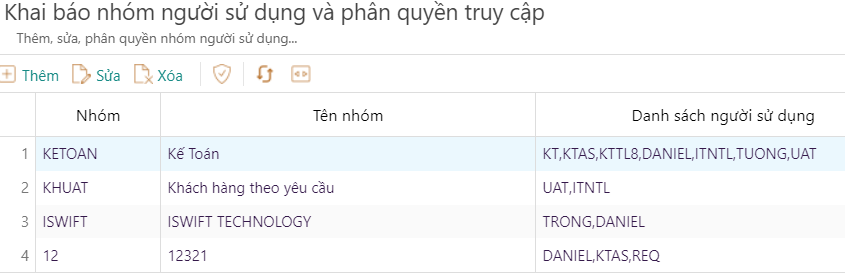 Khai báo nhóm người sử dụng và phân quyền truy cập
Thêm, sửa, phân quyền nhóm người sử dụng...
Thêm Sửa Xóa
Nhóm Tên nhóm Danh sách người sử dụng
1 KETOAN Kế Toán KT,KTAS,KTTL8,DANIEL,ITNTL,TUONG,UAT
2 KHUAT Khách hàng theo yêu cầu UAT,ITNTL
3 ISWIFT ISWIFT TECHNOLOGY TRONG,DANIEL
4 12 12321 DANIEL,KTAS,REQ